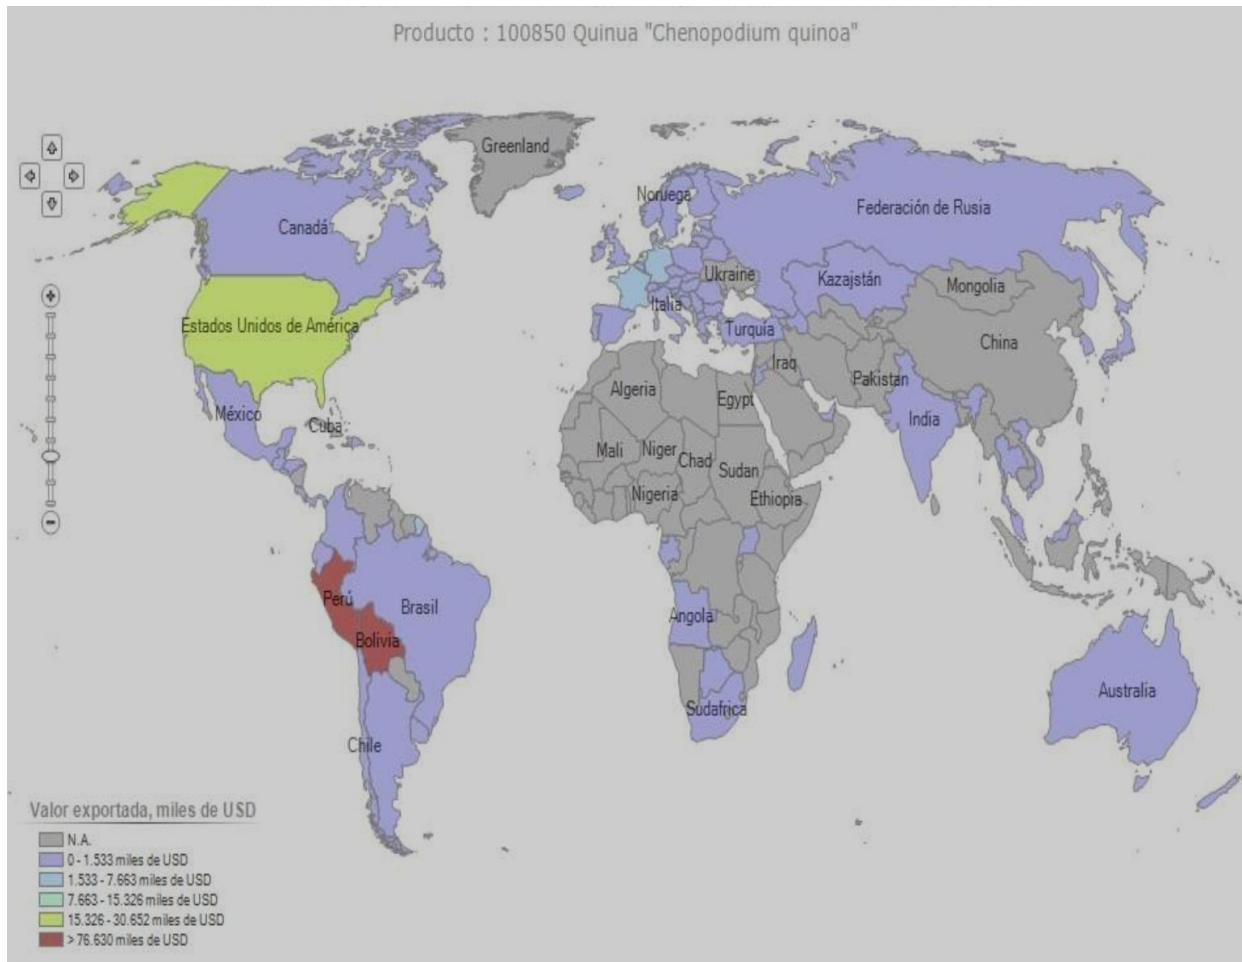 Producto : 100850 Quinua "Chenopodium quinoa"
Greenland
Noruega
Federación de Rusia
Canadá
Ukraine
Kazajstán
Mongolia
Italia
Estados Unidos de América
Turquía
China
Iraq
Pakistán
Algeria
Egypt
México
India
Cuba
Mali
Niger
Chad
Sudan
Nigeria
Ethiopia
Perú
Brasil
Angola
Bolivia
Australia
Sudafrica
Chile
Valor exportada, miles de USD
N.A.
0 - 1.533 miles de USD
1.533 - 7.663 miles de USD
7.663 - 15.326 miles de USD
15.326 - 30.652 miles de USD
> 76.630 miles de USD